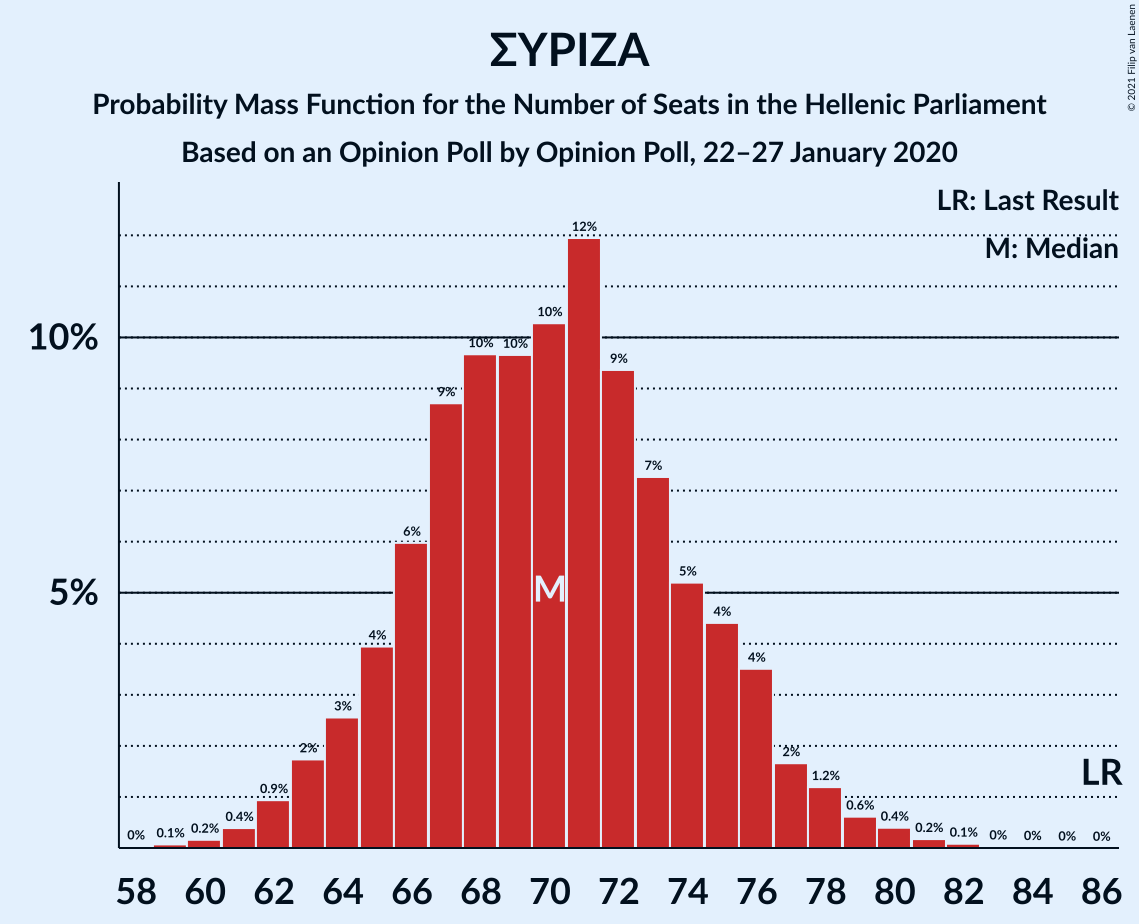 ΣΥΡΙΖΑ
Probability Mass Function for the Number of Seats in the Hellenic Parliament
Based on an Opinion Poll by Opinion Poll, 22–27 January 2020
© 2021 Filip van Laenen
LR: Last Result
M: Median
10%
5%
0% 0.1% 0.2% 0.4% 0.9% 2% 3% 4% 6% 9% 10% 10% 10% 12% 9% 7% 5% 4% 4% 2% 1.2% 0.6% 0.4% 0.2% 0.1% 0% 0% 0% 0%
M
LR
58 60 62 64 66 68 70 72 74 76 78 80 82 84 86